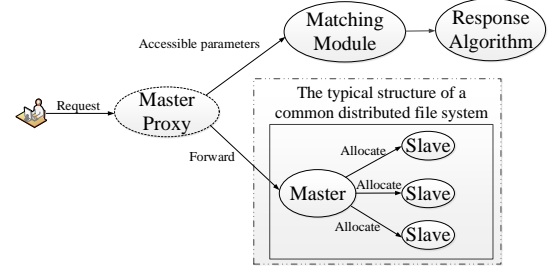 Matching
Module
Response
Algorithm
Accessible parameters
Request
Master
Proxy
Forward
The typical structure of a
common distributed file system
Master
Allocate
Slave
Allocate
Slave
Allocate
Slave